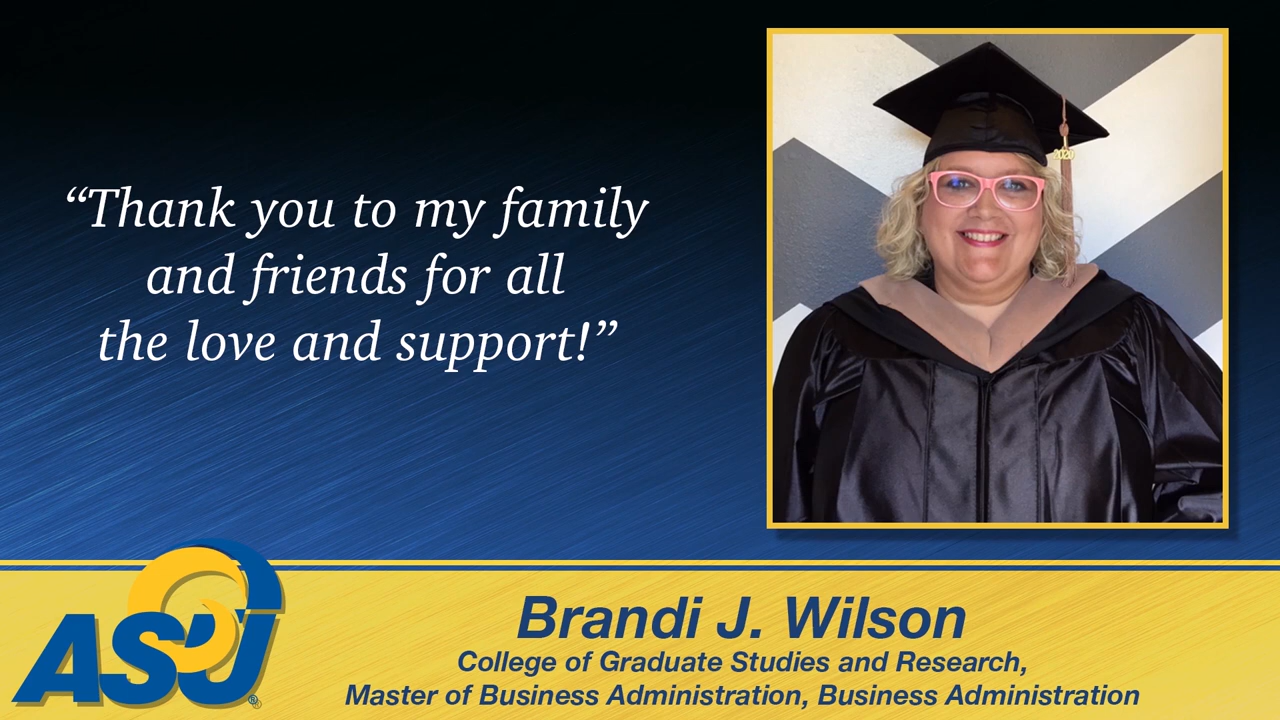 “Thank you to my family
and friends for all
the love and support!”
2020
ASU
®
Brandi J. Wilson
College of Graduate Studies and Research,
Master of Business Administration, Business Administration